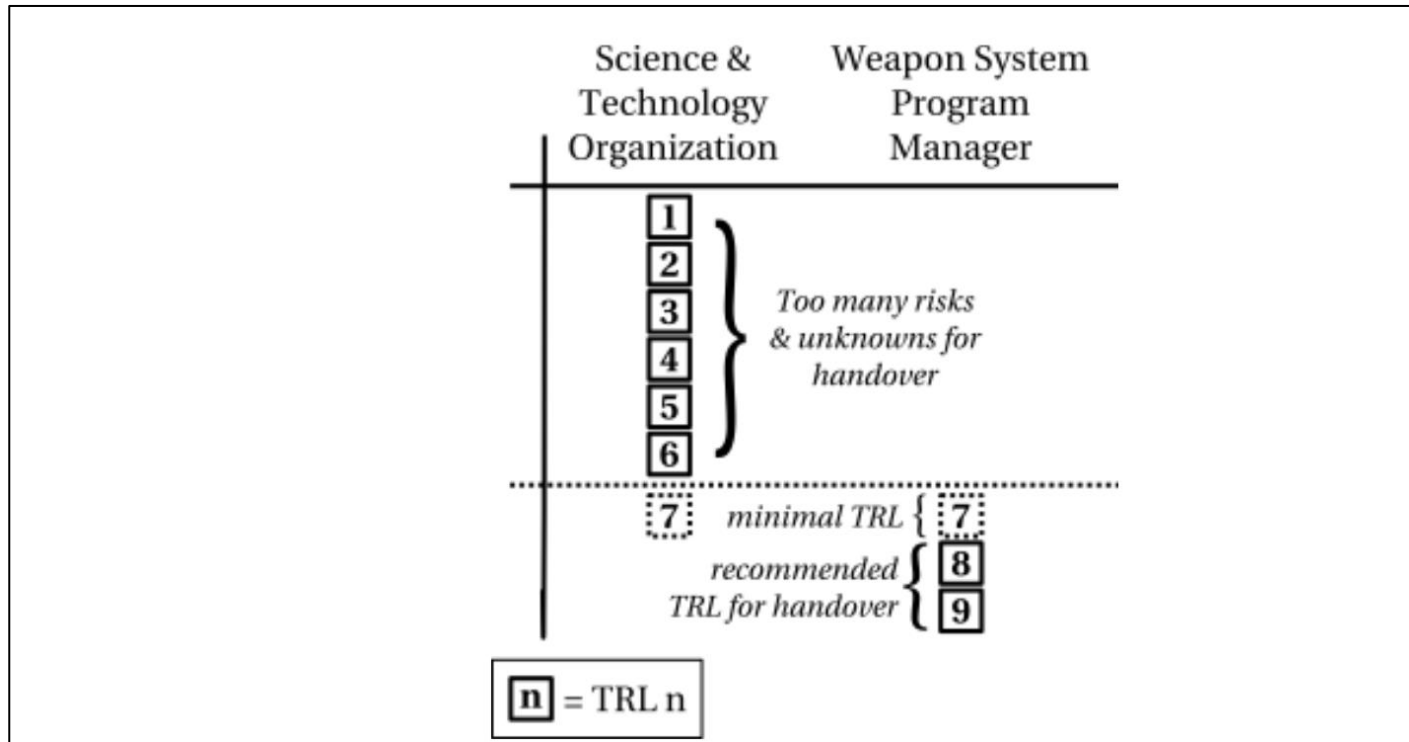 Science &
Technology
Organization
Weapon System
Program
Manager
1
2
3
4
5
6
Too many risks
& unknowns for
handover
7
minimal TRL { 7
recommended
TRL for handover
8
9
n = TRL n